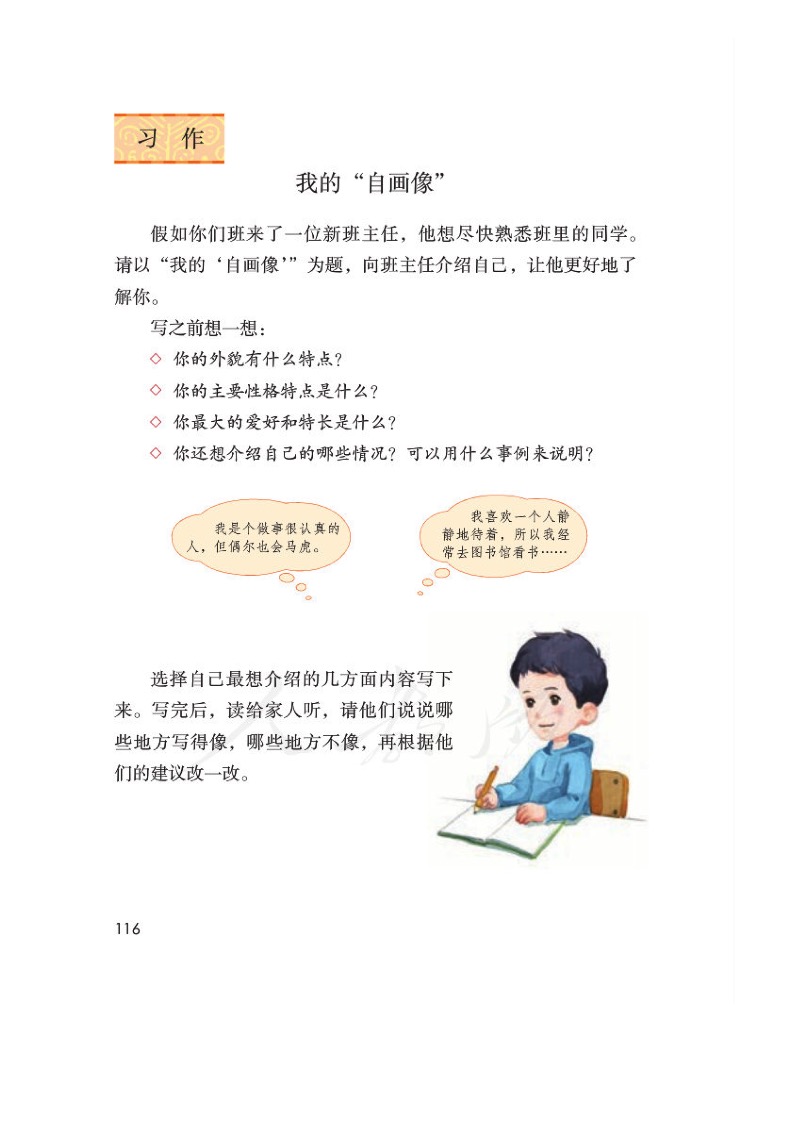 习 作
我的“自画像”
假如你们班来了一位新班主任，他想尽快熟悉班里的同学。
请以“我的‘自画像’”为题，向班主任介绍自己，让他更好地了
解你。
写之前想一想：
◇ 你的外貌有什么特点？
◇ 你的主要性格特点是什么？
◇ 你最大的爱好和特长是什么？
◇ 你还想介绍自己的哪些情况？可以用什么事例来说明？
我是个做事很认真的
人，但偶尔也会马虎。
我喜欢一个人静
静地待着，所以我经
常去图书馆看书……
选择自己最想介绍的几方面内容写下
来。写完后，读给家人听，请他们说说哪
些地方写得像，哪些地方不像，再根据他
们的建议改一改。
116